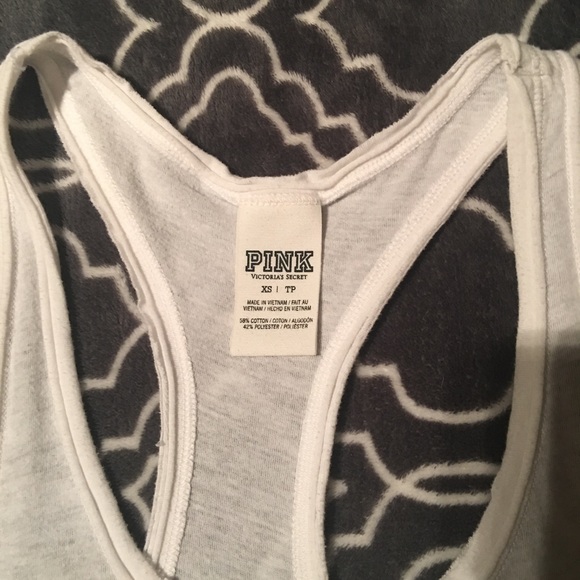 PINK
VICTORIA'S SECRET
XS | TP
MADE IN VIETNAM / FAIT AU
VIETNAM / HECHO EN VIETNAM
58% COTTON / COTON / ALGODÓN
42% POLYESTER / POLIÉSTER